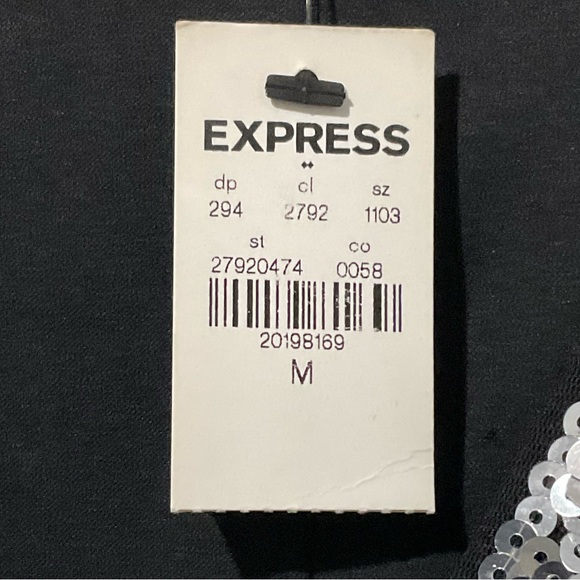 EXPRESS
dp cl sz
294 2792 1103
st co
27920474 0058
20198169
M